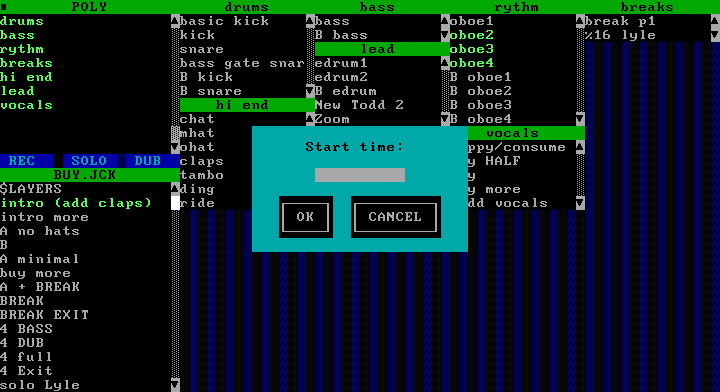 POLY
drums
bass
rythm
breaks
hi end
lead
vocals
REC SOLO DUB
BUY.JCK
$LAYERS
intro (add claps)
intro more
A no hats
B
A minimal
buy more
A + BREAK
BREAK
BREAK EXIT
4 BASS
4 DUB
4 full
4 Exit
solo Lyle
drums
basic kick
kick
snare
bass gate snar
B kick
B snare
hi end
chat
mhat
ohat
claps
tambo
ding
ride
bass
bass
B bass
lead
edrum1
edrum2
B edrum
New Todd 2
Zoom
rythm
oboe1
oboe2
oboe3
oboe4
B oboe1
B oboe2
B oboe3
B oboe4
vocals
ppy/consume
y HALF
y
y more
dd vocals
breaks
break p1
%16 lyle
Start time:
OK CANCEL